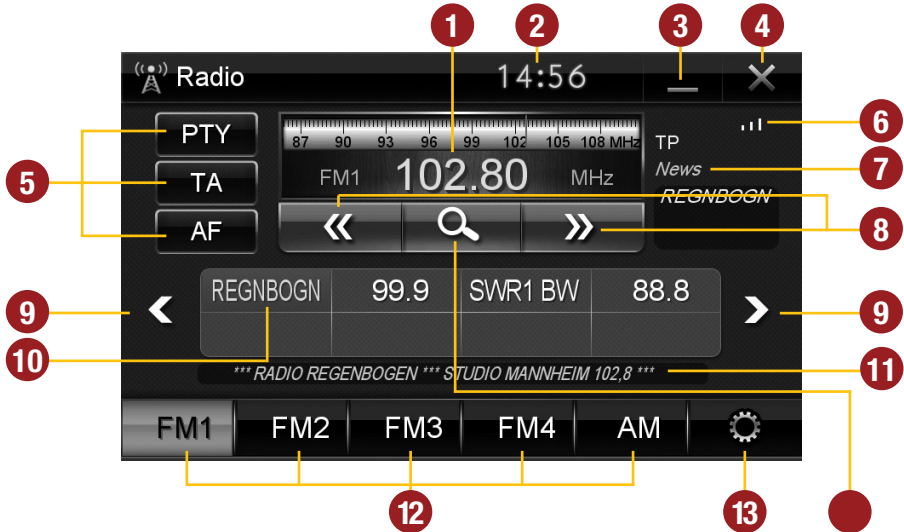 1 2 3 4
Radio 14:56
6
PTY 87 90 93 96 99 102 105 108 MHz TP
5 TA FM1 102.80 MHz News 7
REGNBOGN
AF 8
9 REGNBOGN 99.9 SWR1 BW 88.8 9
10 *** RADIO REGENBOGEN *** STUDIO MANNHEIM 102,8 *** 11
FM1 FM2 FM3 FM4 AM
12 13